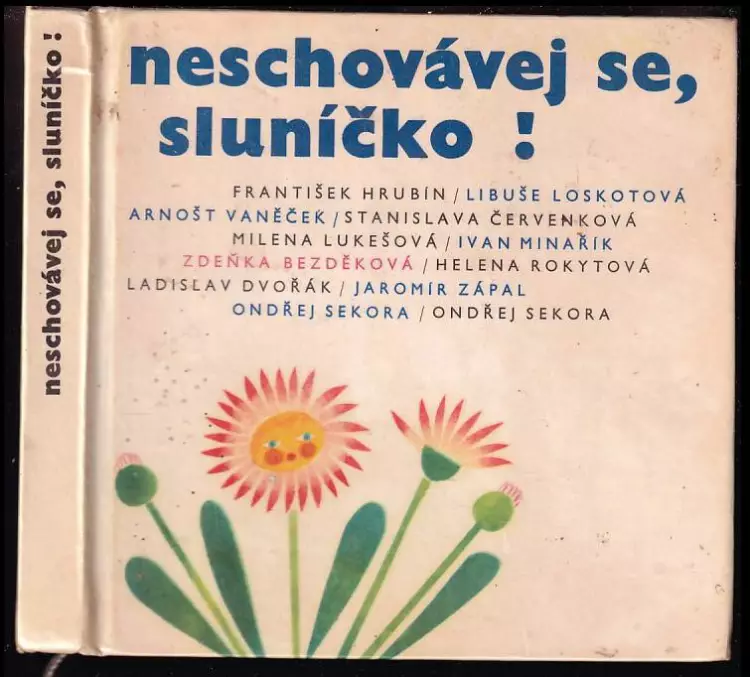 neschovávej se, sluníčko !
neschovávej se,
sluníčko !
FRANTIŠEK HRUBÍN / LIBUŠE LOSKOTOVÁ
ARNOŠT VANĚČEK / STANISLAVA ČERVENKOVÁ
MILENA LUKEŠOVÁ / IVAN MINAŘÍK
ZDEŇKA BEZDĚKOVÁ / HELENA ROKYTOVÁ
LADISLAV DVOŘÁK / JAROMÍR ZÁPAL
ONDŘEJ SEKORA / ONDŘEJ SEKORA